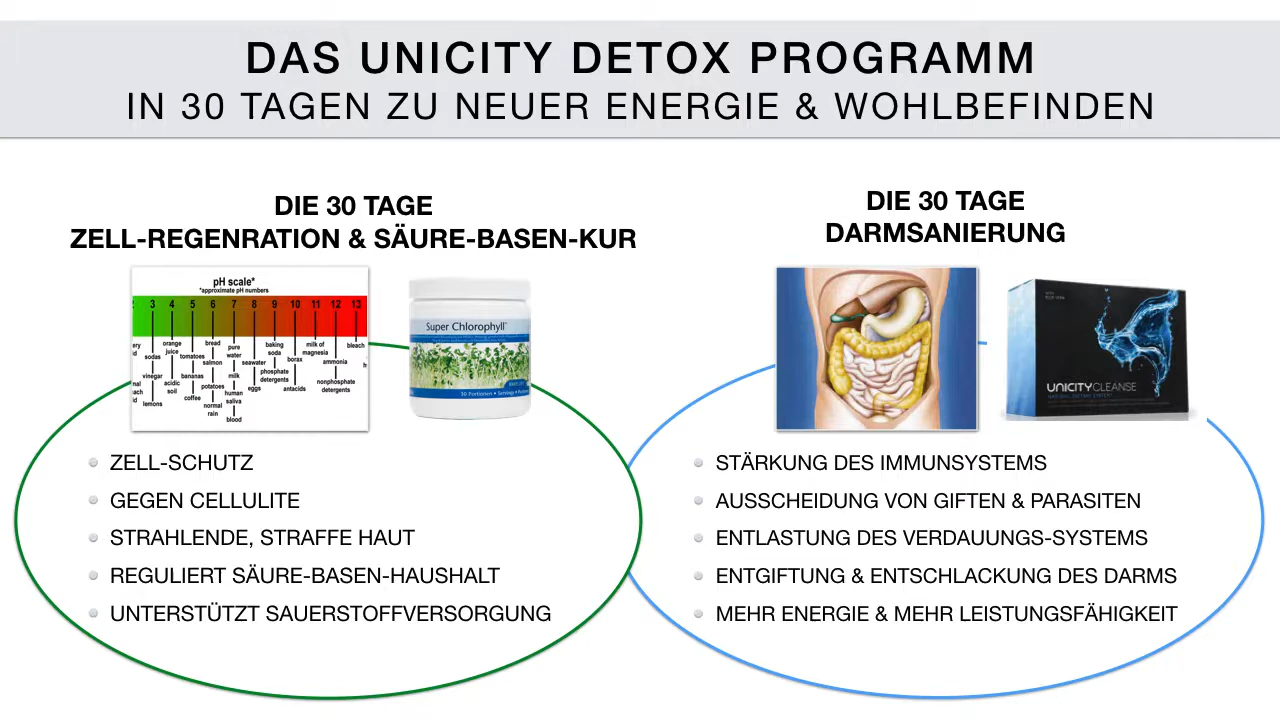 DAS UNICITY DETOX PROGRAMM
IN 30 TAGEN ZU NEUER ENERGIE & WOHLBEFINDEN
DIE 30 TAGE
ZELL-REGENRATION & SÄURE-BASEN-KUR
pH scale*
*approximate pH numbers
2 3 4 5 6 7 8 9 10 11 12 13
sodas
vinegar
lemons
orange
juice
acidic
soil
tomatoes
bananas
coffee
bread
salmon
potatoes
normal
rain
pure
water
milk
human
saliva
blood
seawater
eggs
baking
soda
phosphate
detergents
borax
antacids
milk of
magnesia
ammonia
nonphosphate
detergents
bleach
Super Chlorophyll
30 Portionen • Servings •
ZELL-SCHUTZ
GEGEN CELLULITE
STRAHLENDE, STRAFFE HAUT
REGULIERT SÄURE-BASEN-HAUSHALT
UNTERSTÜTZT SAUERSTOFFVERSORGUNG
DIE 30 TAGE
DARMSANIERUNG
UNICITYCLEANSE
STÄRKUNG DES IMMUNSYSTEMS
AUSSCHEIDUNG VON GIFTEN & PARASITEN
ENTLASTUNG DES VERDAUUNGS-SYSTEMS
ENTGIFTUNG & ENTSCHLACKUNG DES DARMS
MEHR ENERGIE & MEHR LEISTUNGSFÄHIGKEIT